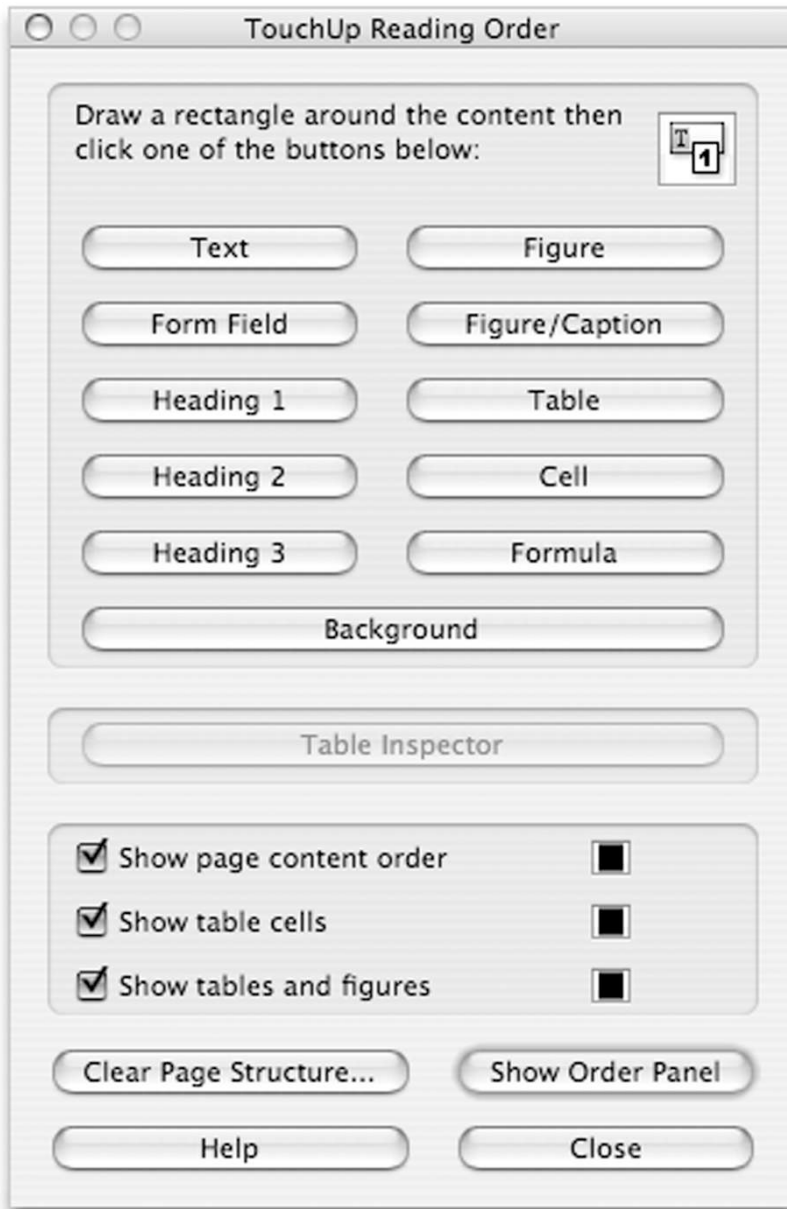 TouchUp Reading Order
Draw a rectangle around the content then
click one of the buttons below:
T
1
Text
Figure
Form Field
Figure/Caption
Heading 1
Table
Heading 2
Cell
Heading 3
Formula
Background
Table Inspector
Show page content order
Show table cells
Show tables and figures
Clear Page Structure...
Show Order Panel
Help
Close